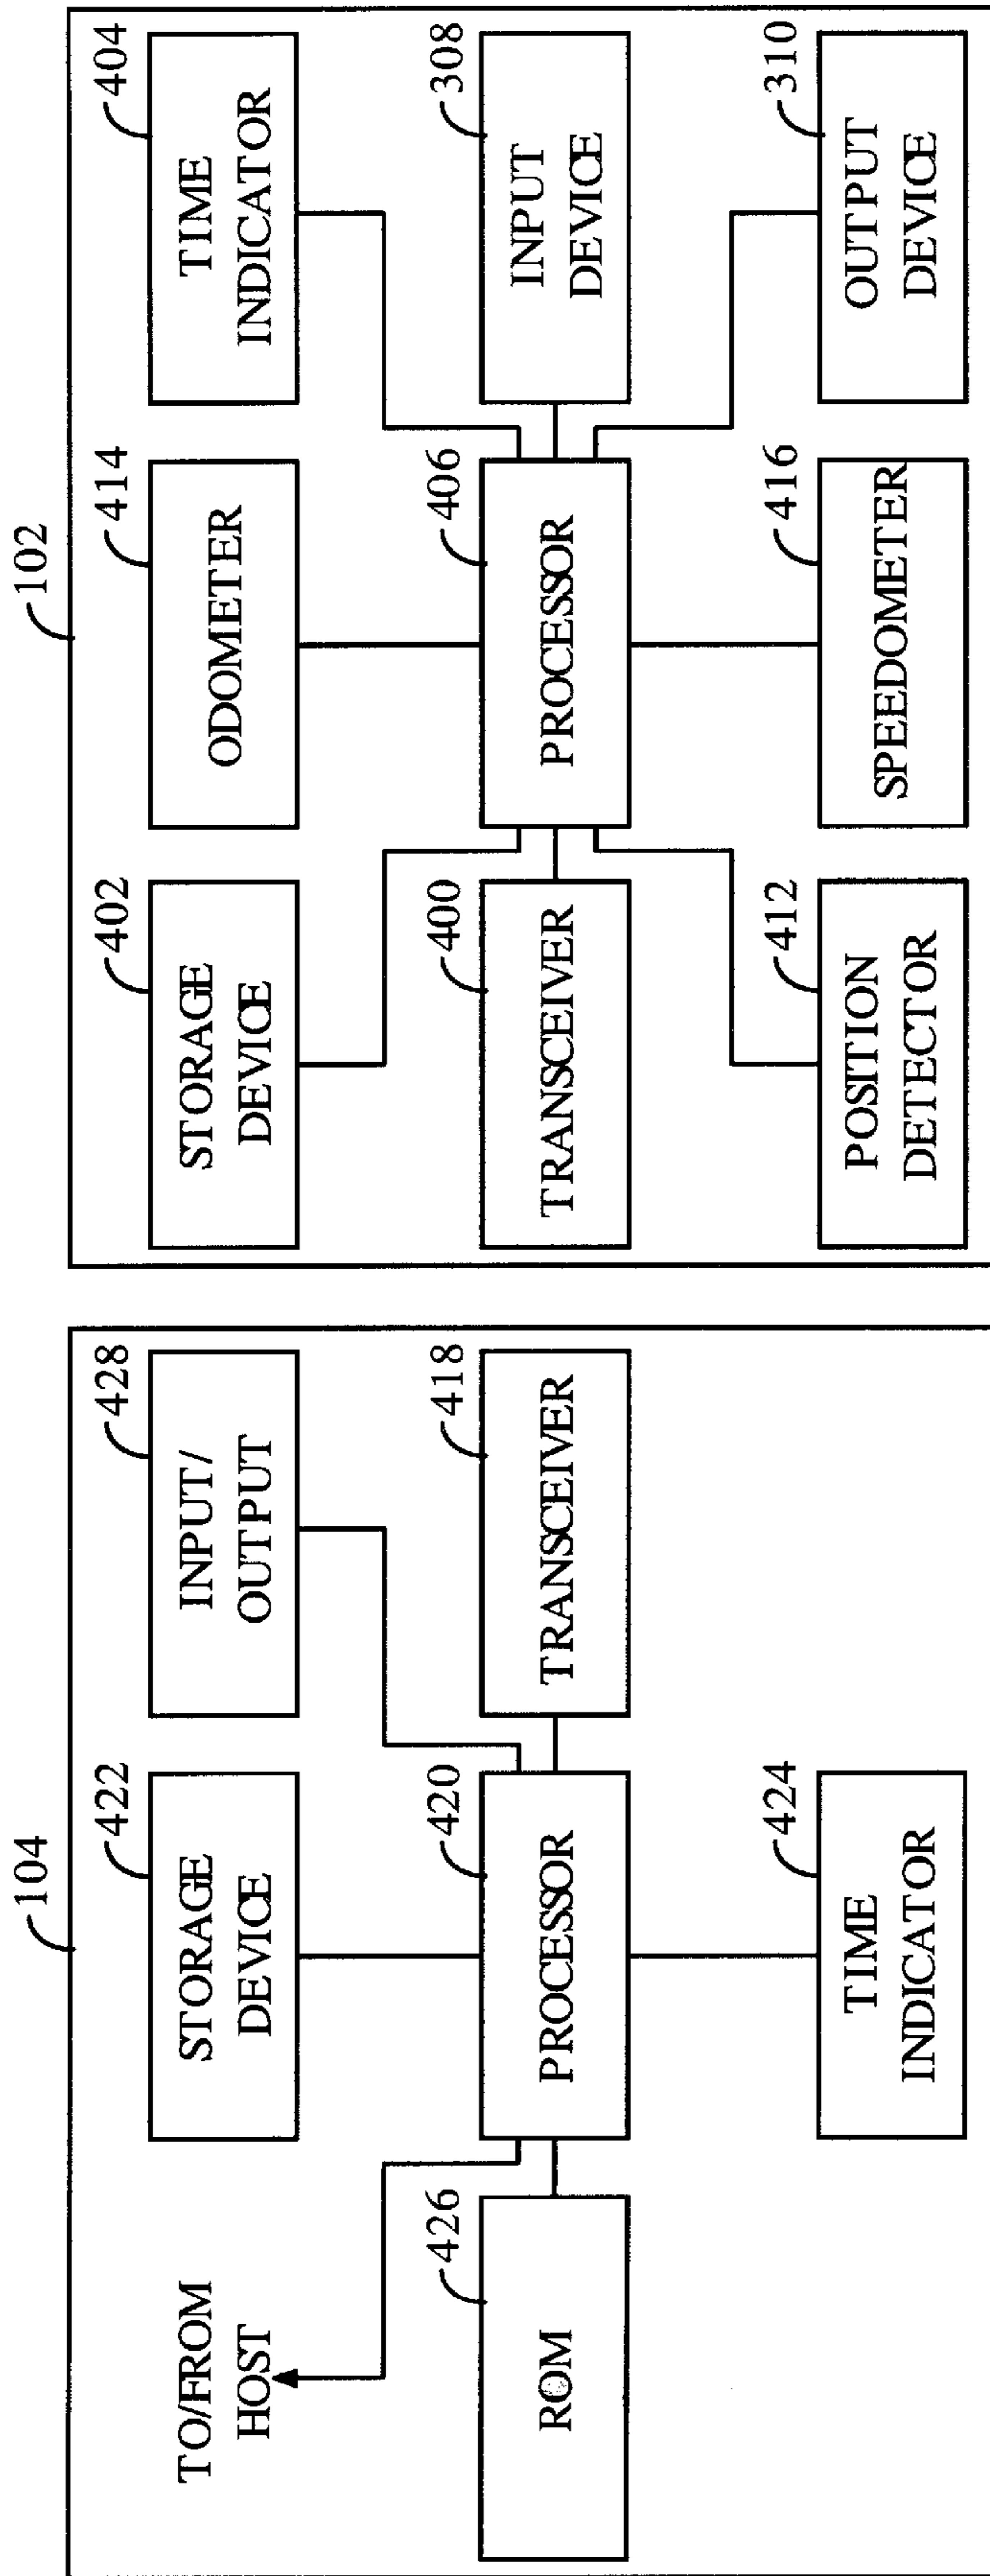 104
TO/FROM
HOST
422
STORAGE
DEVICE
428
INPUT/
OUTPUT
426
ROM
420
PROCESSOR
418
TRANSCEIVER
424
TIME
INDICATOR
102
402
STORAGE
DEVICE
414
ODOMETER
404
TIME
INDICATOR
400
TRANSCEIVER
406
PROCESSOR
308
INPUT
DEVICE
412
POSITION
DETECTOR
416
SPEEDOMETER
310
OUTPUT
DEVICE